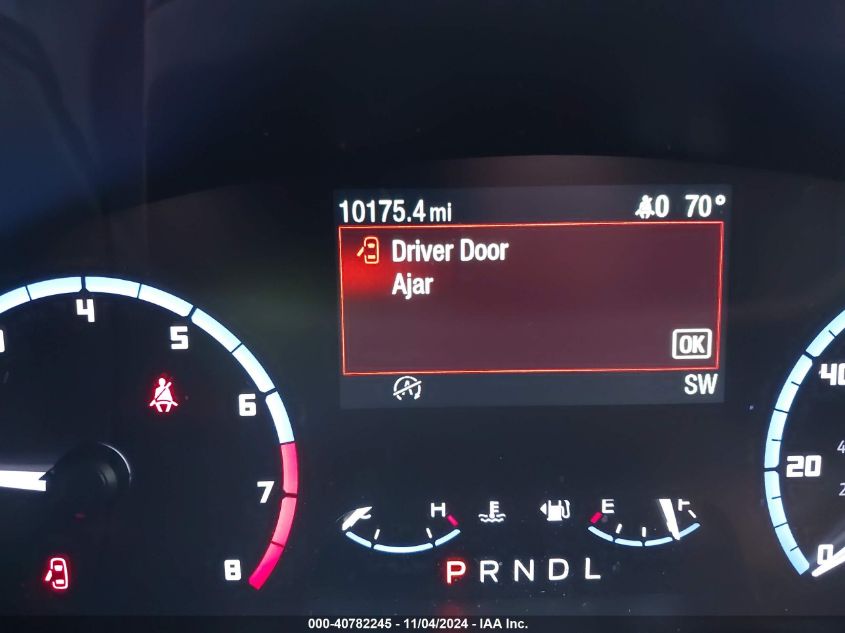 10175.4 mi
0 70°
Driver Door
Ajar
OK
SW
4
5
6
7
8
H
E
F
P R N D L
40
20
0
000-40782245 - 11/04/2024 - IAA Inc.